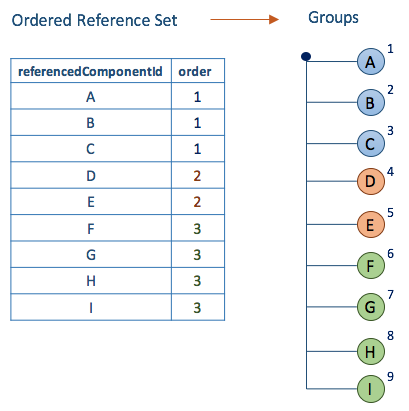 Ordered Reference Set
Groups
referencedComponentId order
A 1
B 1
C 1
D 2
E 2
F 3
G 3
H 3
I 3
A 1
B 2
C 3
D 4
E 5
F 6
G 7
H 8
I 9